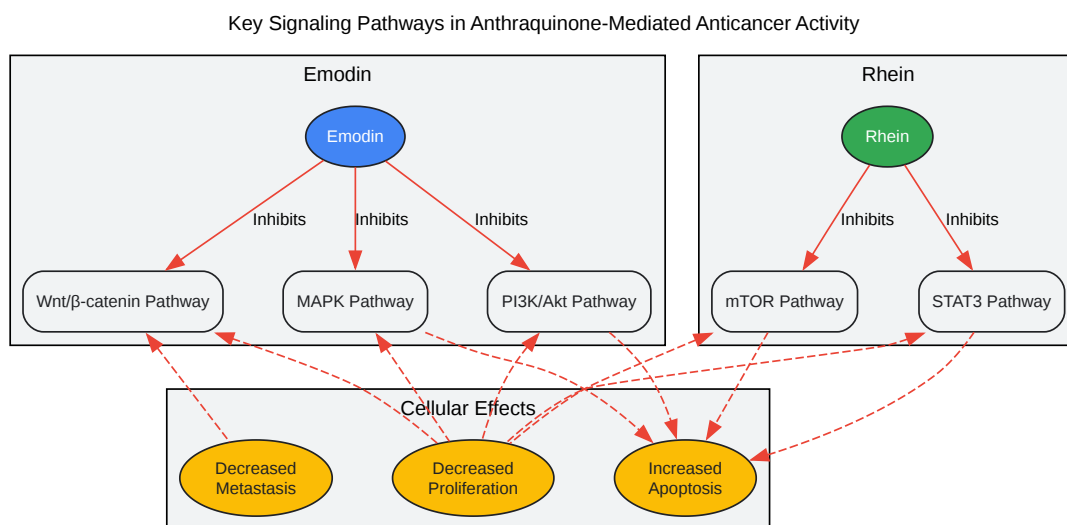 Key Signaling Pathways in Anthraquinone-Mediated Anticancer Activity
Emodin
Rhein
Emodin
Rhein
Inhibits
Inhibits
Inhibits
Inhibits
Inhibits
Wnt/β-catenin Pathway
MAPK Pathway
PI3K/Akt Pathway
mTOR Pathway
STAT3 Pathway
Cellular Effects
Decreased
Metastasis
Decreased
Proliferation
Increased
Apoptosis